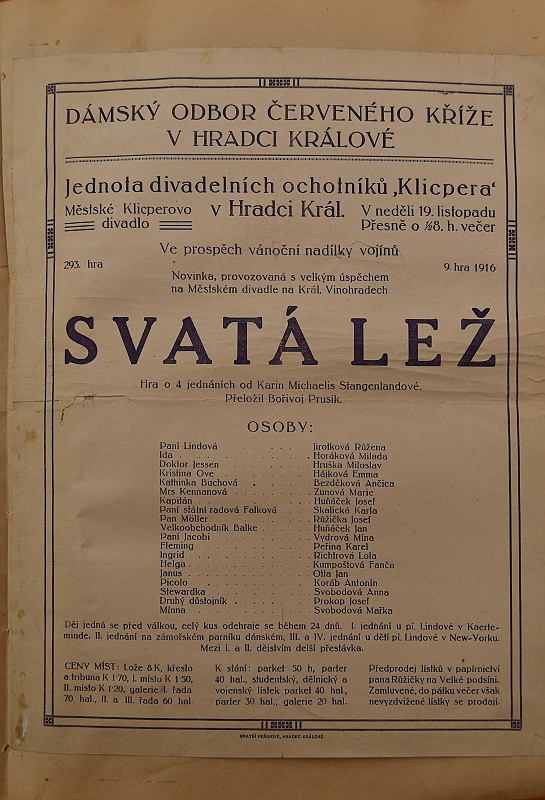 DÁMSKÝ ODBOR ČERVENÉHO KŘÍŽE
V HRADCI KRÁLOVÉ
Jednota divadelních ochotníků „Klicpera“
Městské Klicperovo divadlo
v Hradci Král.
V neděli 19. listopadu
Přesně o ½8. h. večer
Ve prospěch vánoční nadílky vojínů
293. hra
9. hra 1916
Novinka, provozovaná s velkým úspěchem
na Městském divadle na Král. Vinohradech
SVATÁ LEŽ
Hra o 4 jednáních od Karin Michaelis Stangenlandové.
Přeložil Bořivoj Prusík.
OSOBY:
Paní Lindová . . . . . . Jirotková Růžena
Ida . . . . . . Horáková Milada
Doktor Jessen . . . . . . Hruška Miloslav
Kristina Ove . . . . . . Hájková Emma
Kathinka Buchová . . . . . . Bezděková Ančica
Mrs Kennanová . . . . . . Zunová Marie
Kapitán . . . . . . Huňáček Josef
Paní státní radová Falková . . . Skalická Karla
Pan Möller . . . . . . Růžička Josef
Velkoobchodník Balke . . . . Huňáček Jan
Paní Jacobi . . . . . . Vydrová Mína
Fleming . . . . . . Peřina Karel
Ingrid . . . . . . Richtrová Lola
Helga . . . . . . Kumpoštová Fanča
Janus . . . . . . Otta Jan
Picolo . . . . . . Koráb Antonín
Stewardka . . . . . . Svobodová Anna
Druhý důstojník . . . . . . Prokop Josef
Minna . . . . . . Svobodová Mařka
Děj jedná se před válkou, celý kus odehraje se během 24 dnů. I. jednání u pí. Lindové v Kaerte-
minde, II. jednání na zámořském parníku dánském, III. a IV. jednání u dětí pí. Lindové v New-Yorku.
Mezi I. a II. dějstvím delší přestávka.
CENY MÍST: Lože 8 K, křeslo
a tribuna K 1·70, I. místo K 1·50,
II. místo K 1·20, galerie I. řada
70 hal., II. a III. řada 60 hal.
K stání: parket 50 h, parter
40 hal., studentský, dělnický a
vojenský lístek parket 40 hal.,
parter 30 hal., galerie 20 hal.
Předprodej lístků v papírnictví
pana Růžičky na Velké podsíni.
Zamluvené, do pátku večer však
nevyzdvižené lístky se prodají.
BRATŘÍ PEŘINOVÉ, HRADEC KRÁLOVÉ.